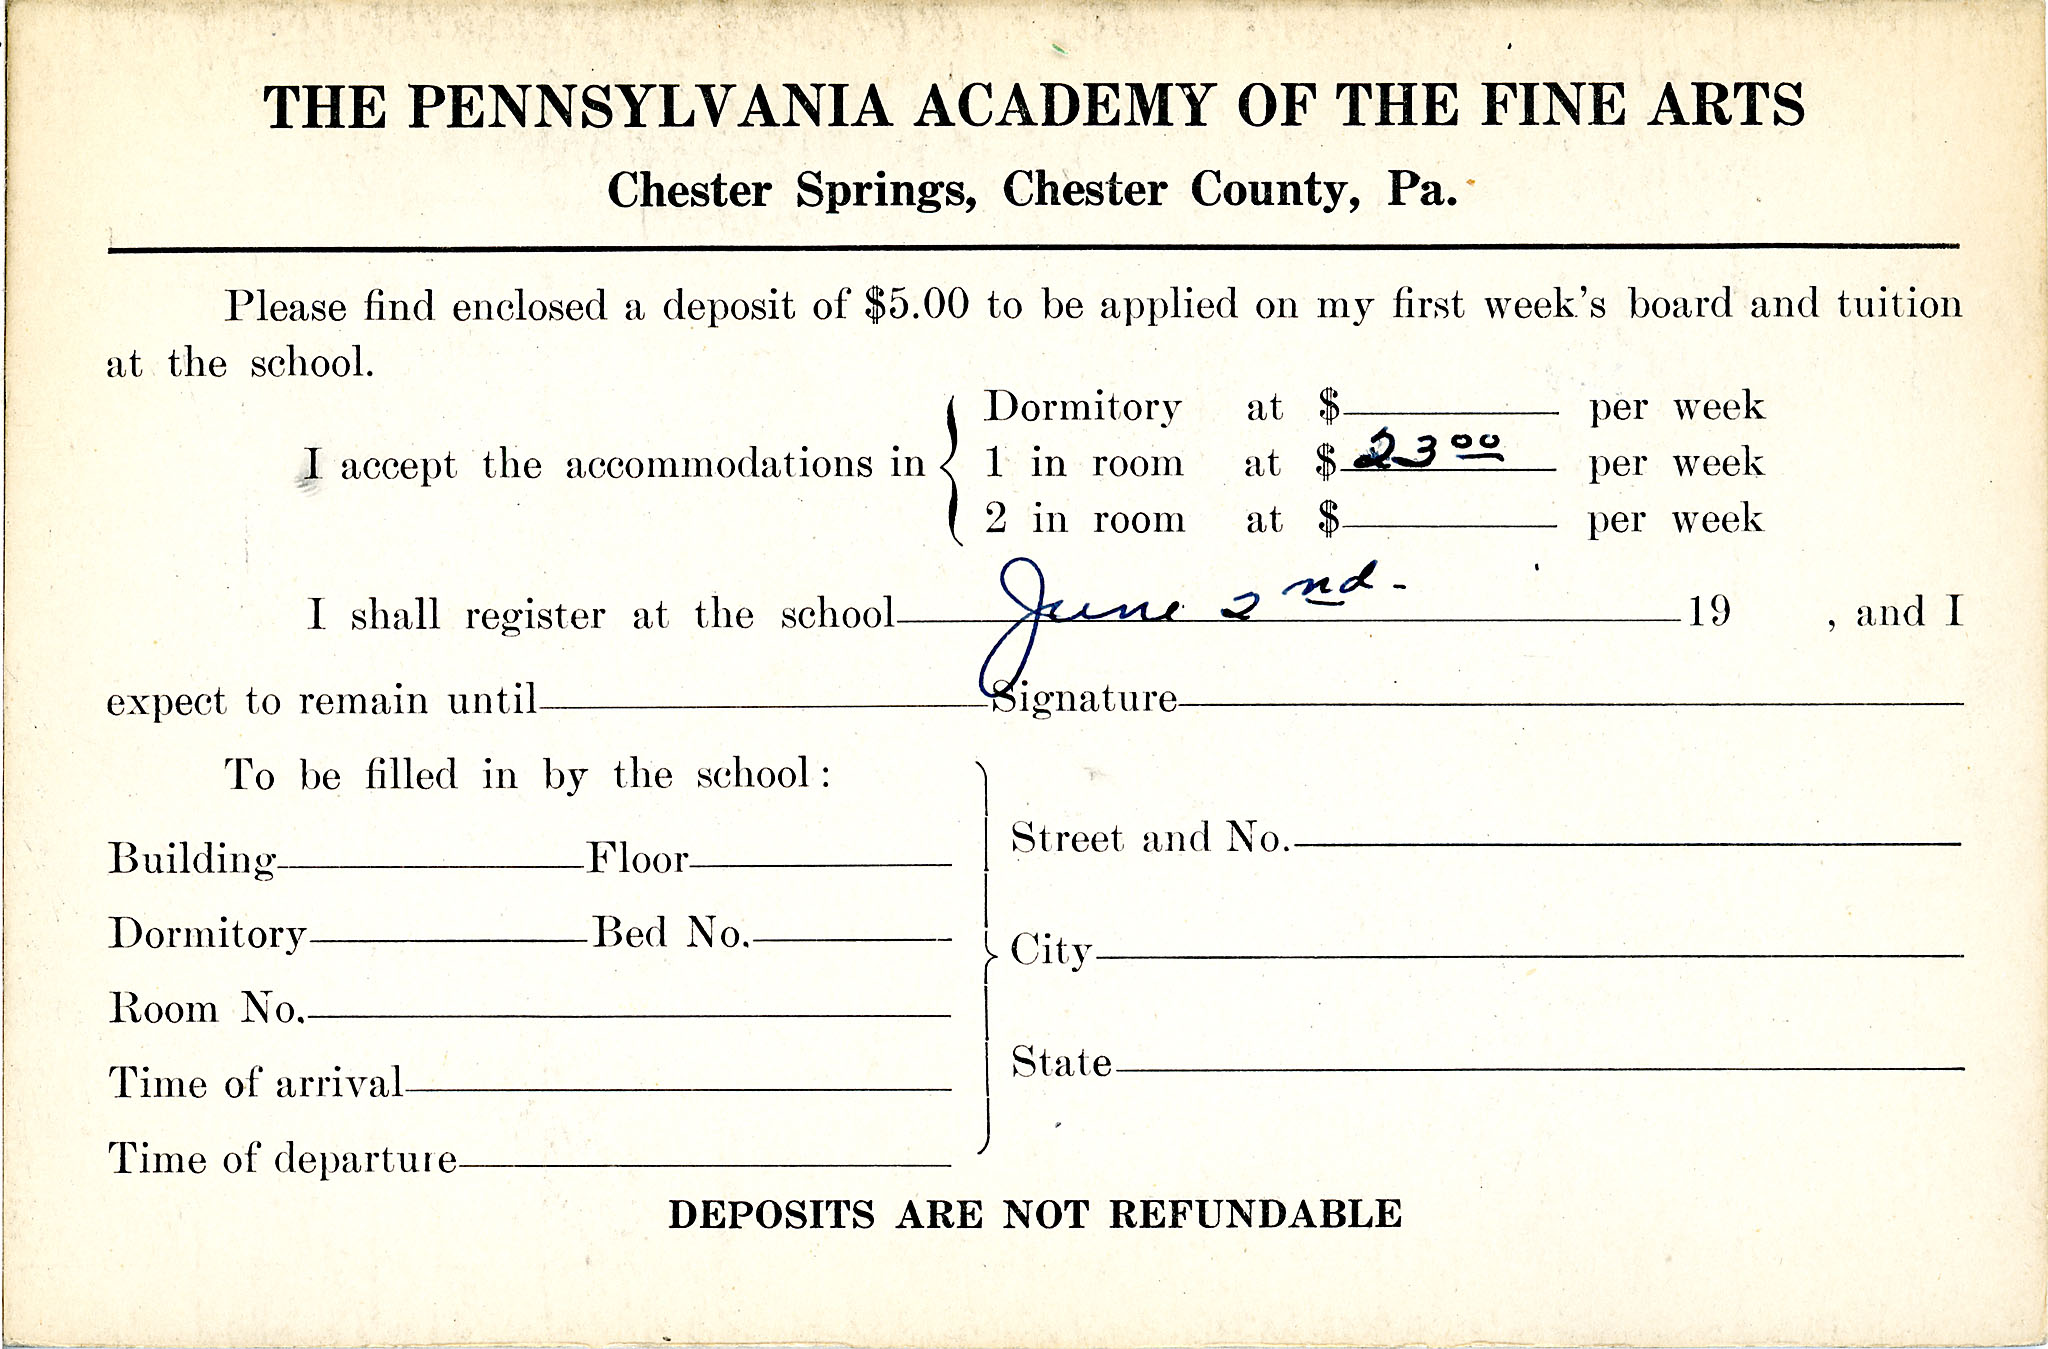 THE PENNSYLVANIA ACADEMY OF THE FINE ARTS
Chester Springs, Chester County, Pa.
Please find enclosed a deposit of $5.00 to be applied on my first week's board and tuition
at the school.
Dormitory at $ per week
I accept the accommodations in 1 in room at $ 23 00 per week
2 in room at $ per week
I shall register at the school June 2 nd - 19 , and I
expect to remain until Signature
To be filled in by the school:
Street and No.
Building Floor
Dormitory Bed No.
City
Room No.
State
Time of arrival
Time of departure
DEPOSITS ARE NOT REFUNDABLE